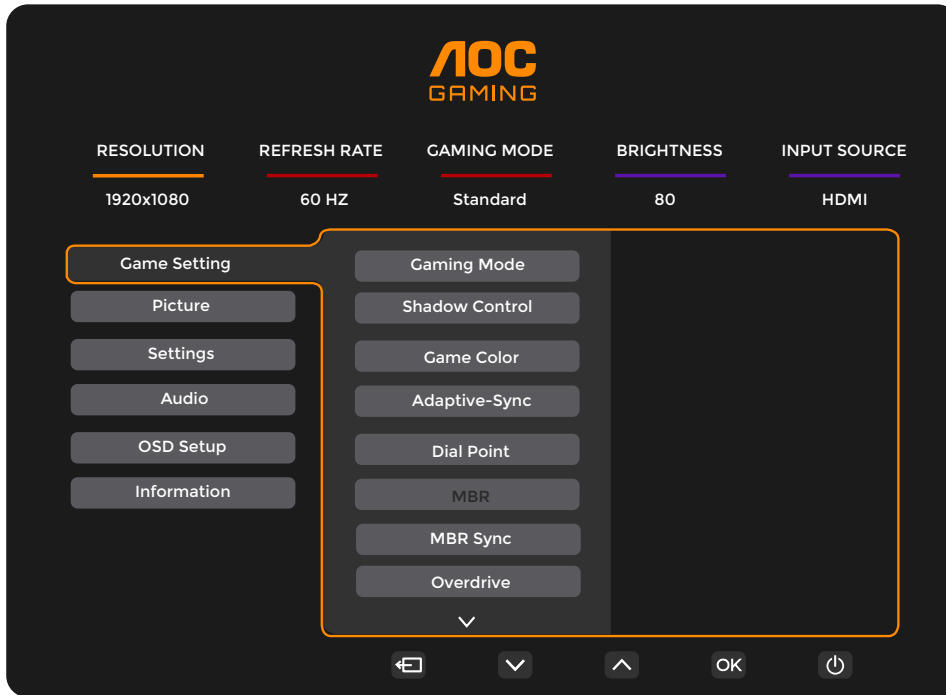 AOC
GAMING
RESOLUTION REFRESH RATE GAMING MODE BRIGHTNESS INPUT SOURCE
1920x1080 60 HZ Standard 80 HDMI
Game Setting
Picture
Settings
Audio
OSD Setup
Information
Gaming Mode
Shadow Control
Game Color
Adaptive-Sync
Dial Point
MBR
MBR Sync
Overdrive
OK